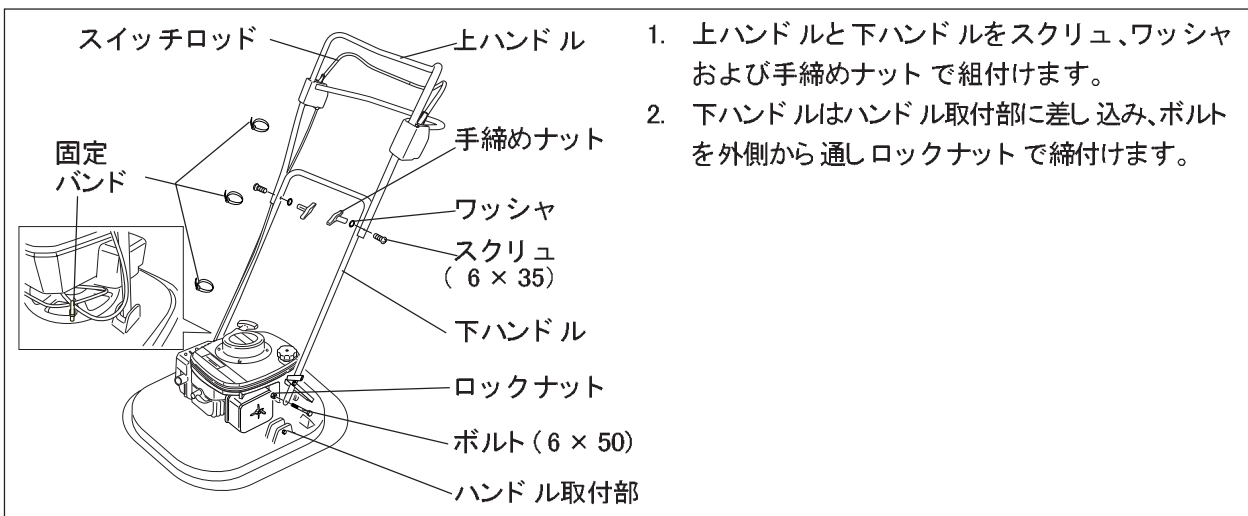 スイッチロッド
上ハンドル
手締めナット
固定
バンド
ワッシャ
スクリュ
( 6 × 35)
下ハンドル
ロックナット
ボルト( 6 × 50)
ハンドル取付部
1. 上ハンドルと下ハンドルをスクリュ、ワッシャ
および手締めナットで組付けます。
2. 下ハンドルはハンドル取付部に差し込み、ボルト
を外側から通しロックナットで締付けます。